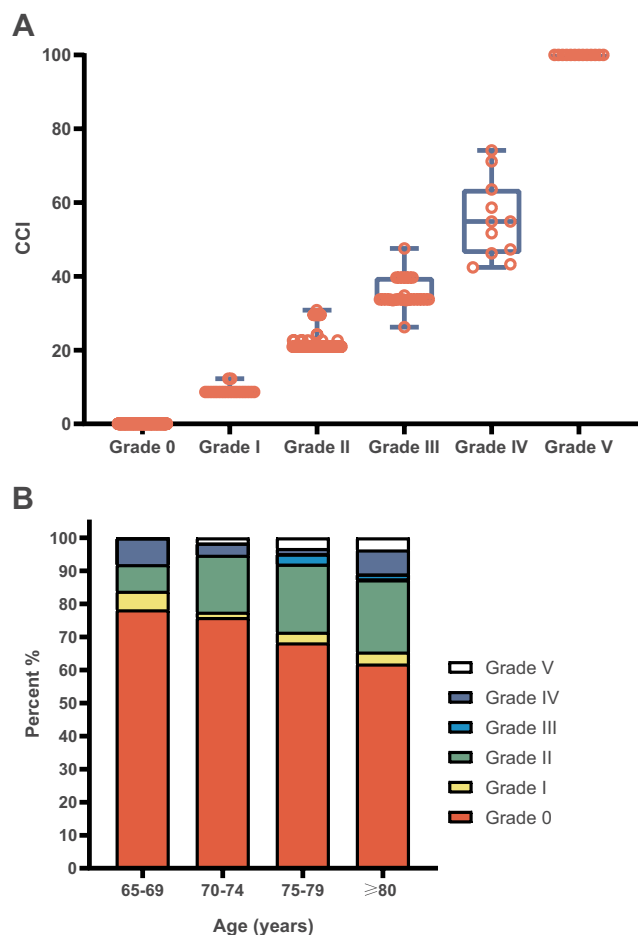 A
100
80
60
40
20
0
CCI
Grade 0 Grade I Grade II Grade III Grade IV Grade V
B
100
90
80
70
60
50
40
30
20
10
0
Percent %
65-69 70-74 75-79 ≥80
Age (years)
Grade V
Grade IV
Grade III
Grade II
Grade I
Grade 0